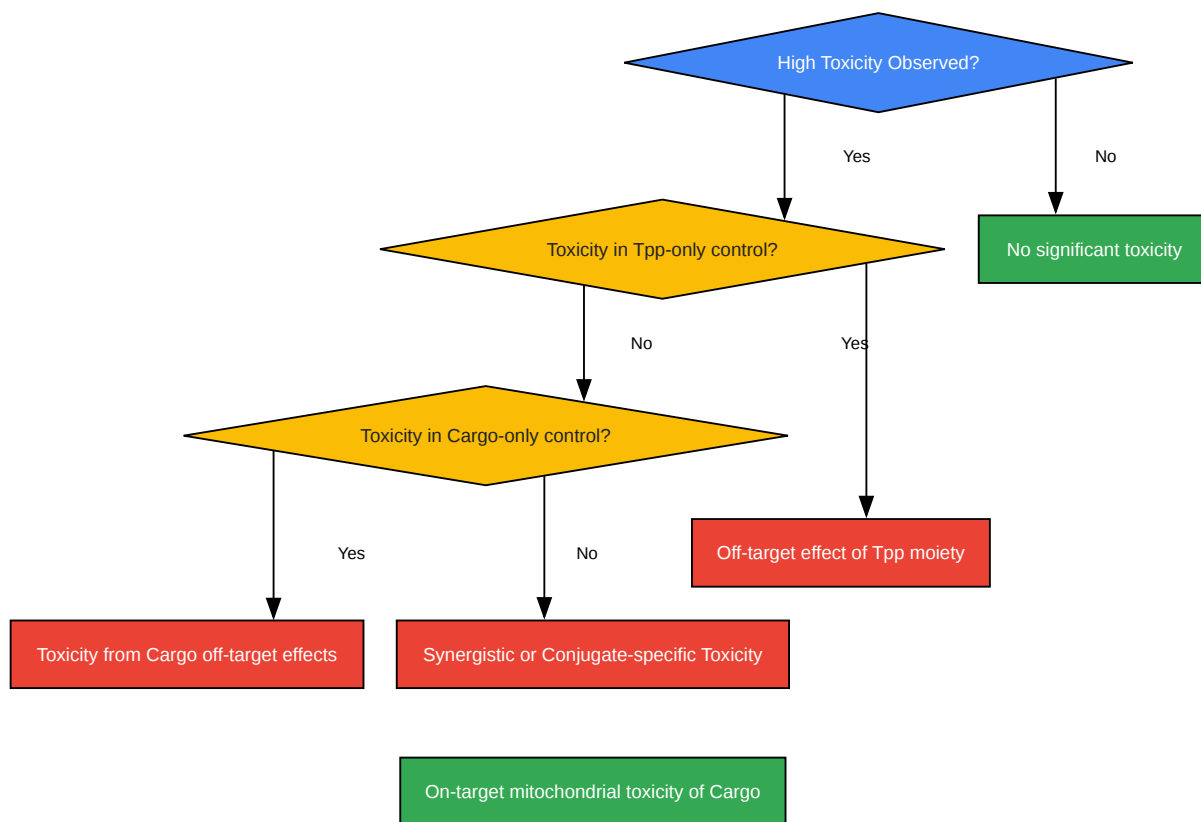 High Toxicity Observed?
Yes
No
Toxicity in Tpp-only control?
No significant toxicity
No
Yes
Toxicity in Cargo-only control?
Yes
No
Off-target effect of Tpp moiety
Toxicity from Cargo off-target effects
Synergistic or Conjugate-specific Toxicity
On-target mitochondrial toxicity of Cargo